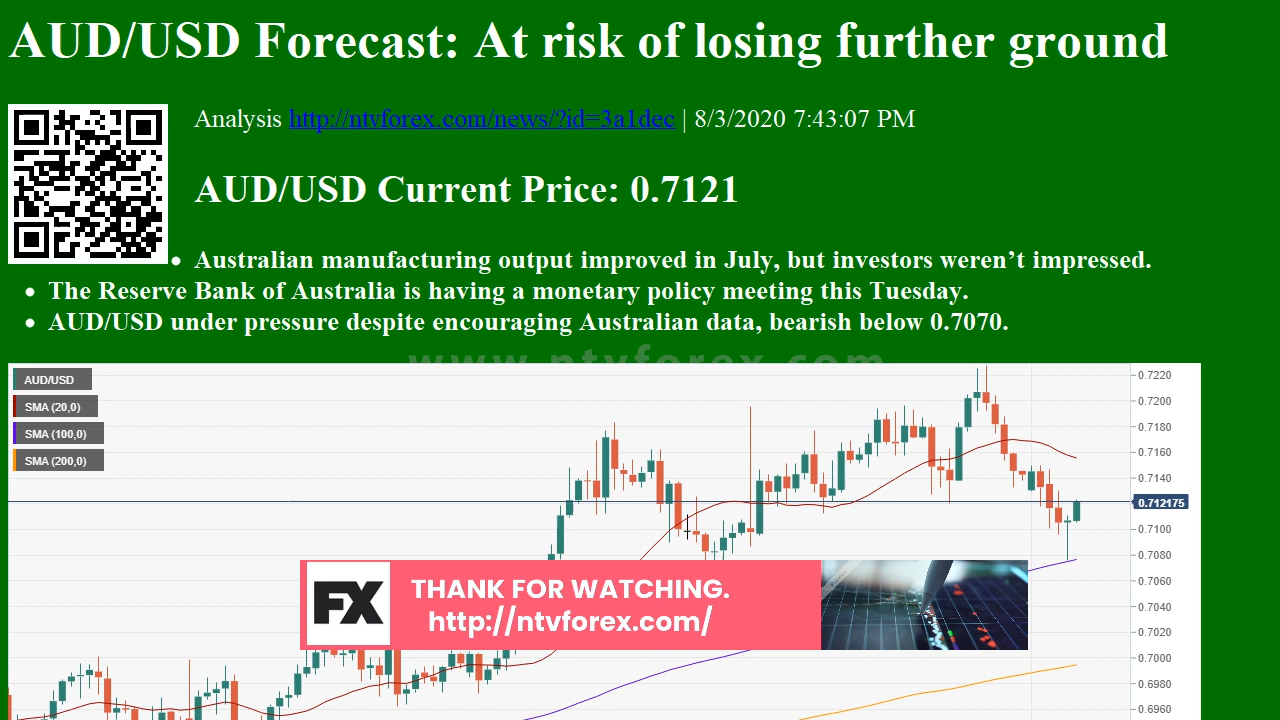 AUD/USD Forecast: At risk of losing further ground
Analysis http://ntvforex.com/news/?id=3a1dec | 8/3/2020 7:43:07 PM
AUD/USD Current Price: 0.7121
• Australian manufacturing output improved in July, but investors weren’t impressed.
• The Reserve Bank of Australia is having a monetary policy meeting this Tuesday.
• AUD/USD under pressure despite encouraging Australian data, bearish below 0.7070.
www.ntvforex.com
AUD/USD
SMA (20,0)
SMA (100,0)
SMA (200,0)
0.7220
0.7200
0.7180
0.7160
0.7140
0.712175
0.7100
0.7080
0.7060
0.7040
0.7020
0.7000
0.6980
0.6960
FX
THANK FOR WATCHING.
http://ntvforex.com/